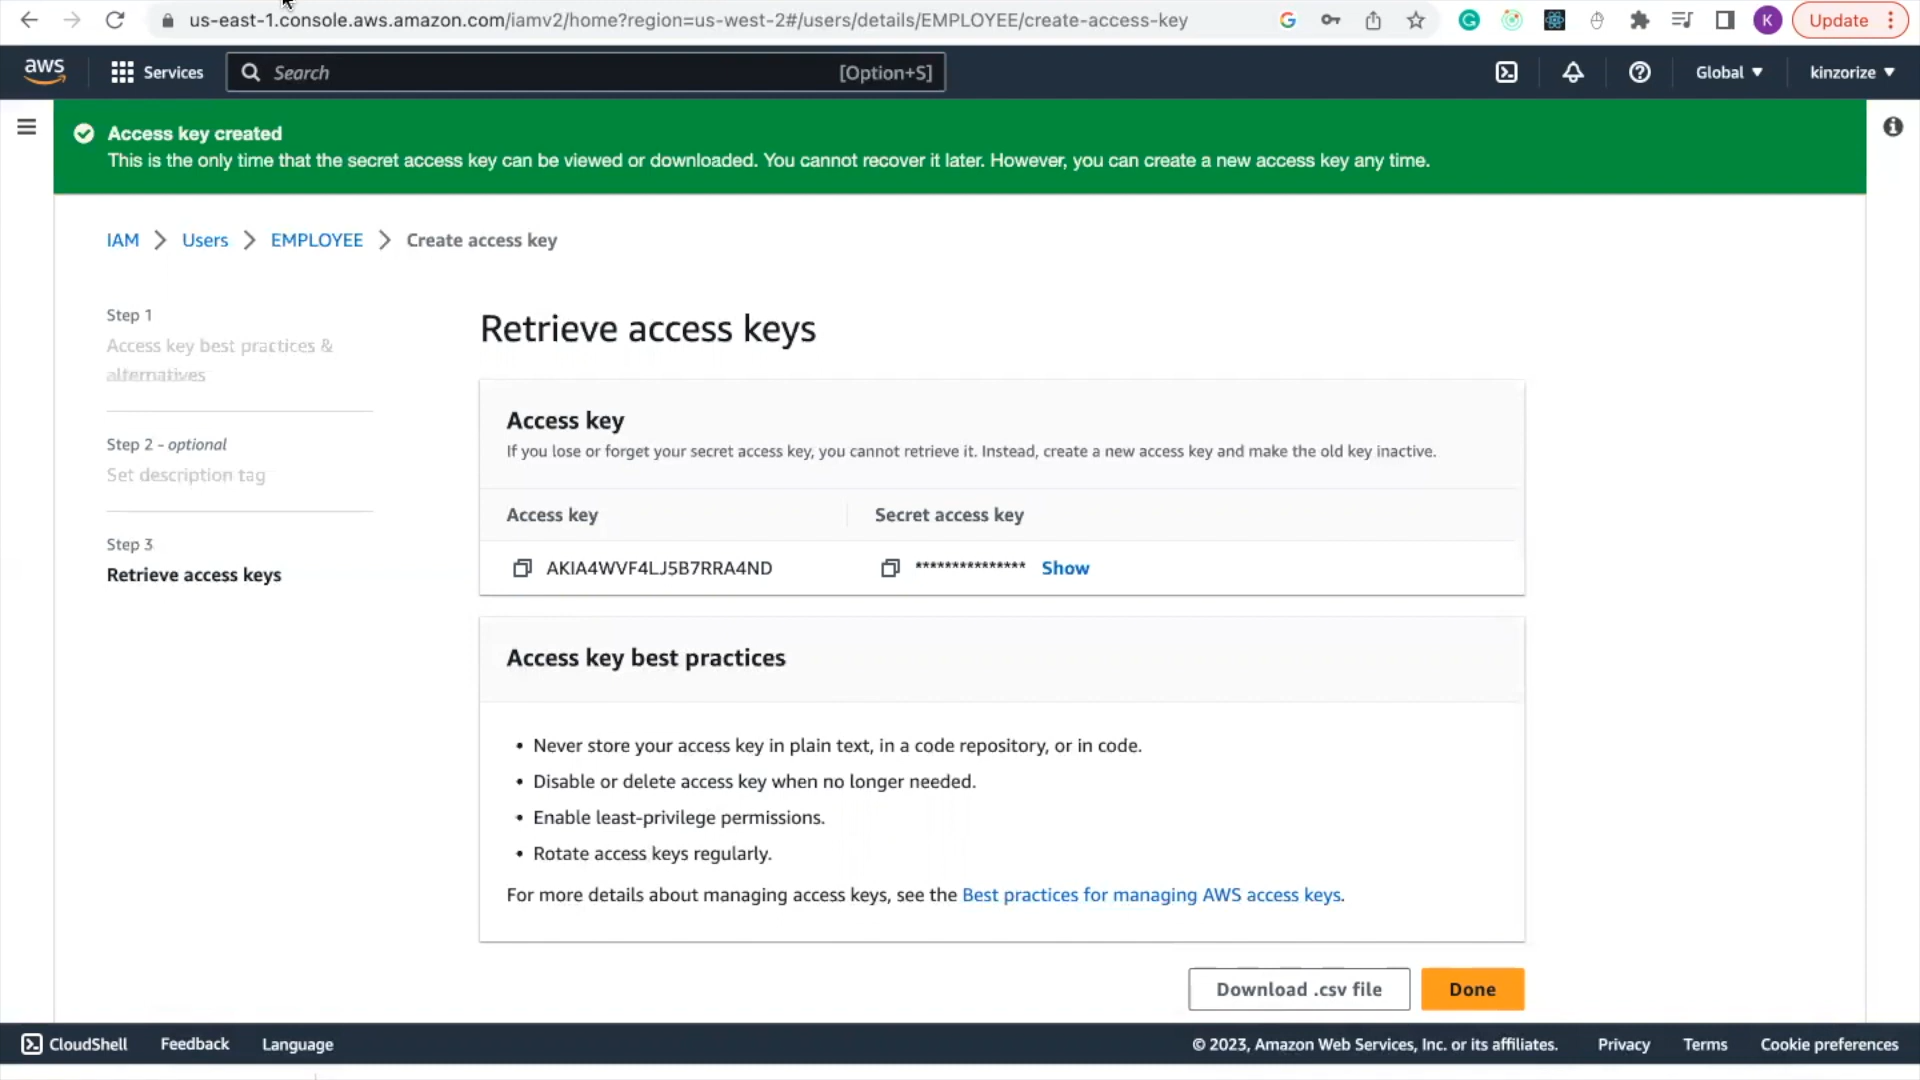 us-east-1.console.aws.amazon.com/iamv2/home?region=us-west-2#/users/details/EMPLOYEE/create-access-key
K
Update
aws
Services
Search
[Option+S]
Global
kinzorize
Access key created
This is the only time that the secret access key can be viewed or downloaded. You cannot recover it later. However, you can create a new access key any time.
IAM > Users > EMPLOYEE > Create access key
Step 1
Access key best practices &
alternatives
Step 2 - optional
Set description tag
Step 3
Retrieve access keys
Retrieve access keys
Access key
If you lose or forget your secret access key, you cannot retrieve it. Instead, create a new access key and make the old key inactive.
Access key
Secret access key
AKIA4WVF4LJ5B7RRA4ND
***************
Show
Access key best practices
• Never store your access key in plain text, in a code repository, or in code.
• Disable or delete access key when no longer needed.
• Enable least-privilege permissions.
• Rotate access keys regularly.
For more details about managing access keys, see the Best practices for managing AWS access keys.
Download .csv file
Done
CloudShell
Feedback
Language
© 2023, Amazon Web Services, Inc. or its affiliates.
Privacy
Terms
Cookie preferences